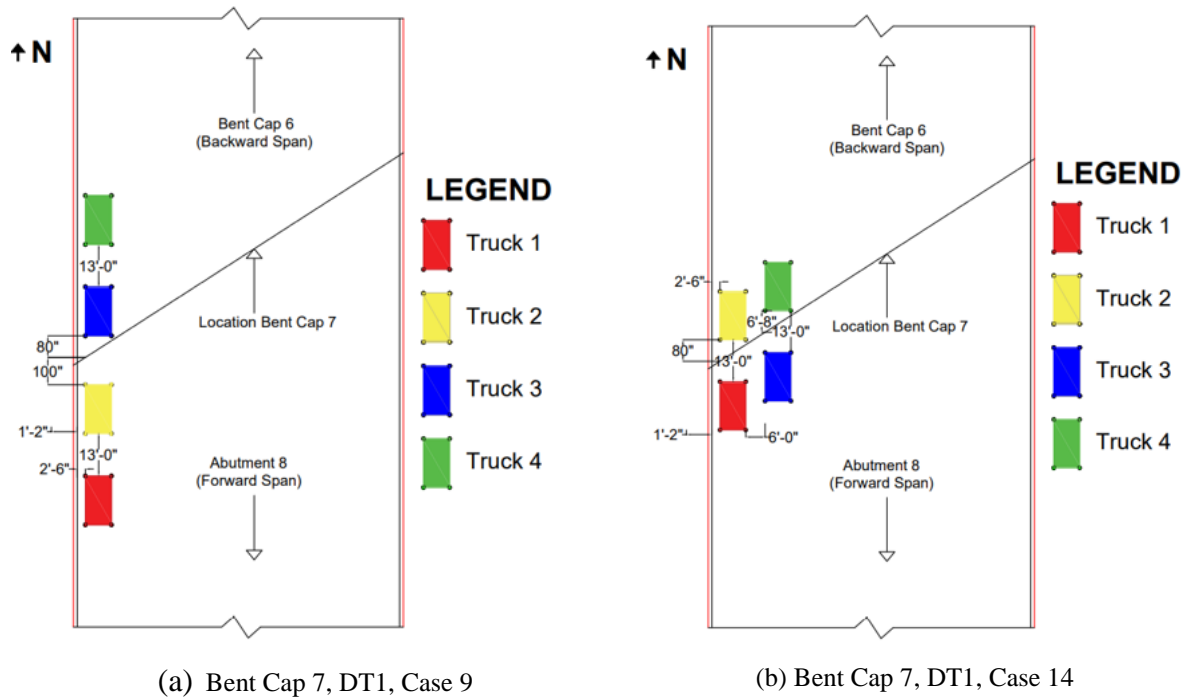 N
Bent Cap 6
(Backward Span)
LEGEND
Truck 1
13'-0"
Truck 2
Location Bent Cap 7
80"
100"
Truck 3
1'-2"
13'-0"
2'-6"
Abutment 8
(Forward Span)
Truck 4
(a) Bent Cap 7, DT1, Case 9
N
Bent Cap 6
(Backward Span)
LEGEND
Truck 1
2'-6"
Truck 2
6'-8"
13'-0"
Location Bent Cap 7
80"
13'-0"
Truck 3
1'-2"
6'-0"
Abutment 8
(Forward Span)
Truck 4
(b) Bent Cap 7, DT1, Case 14